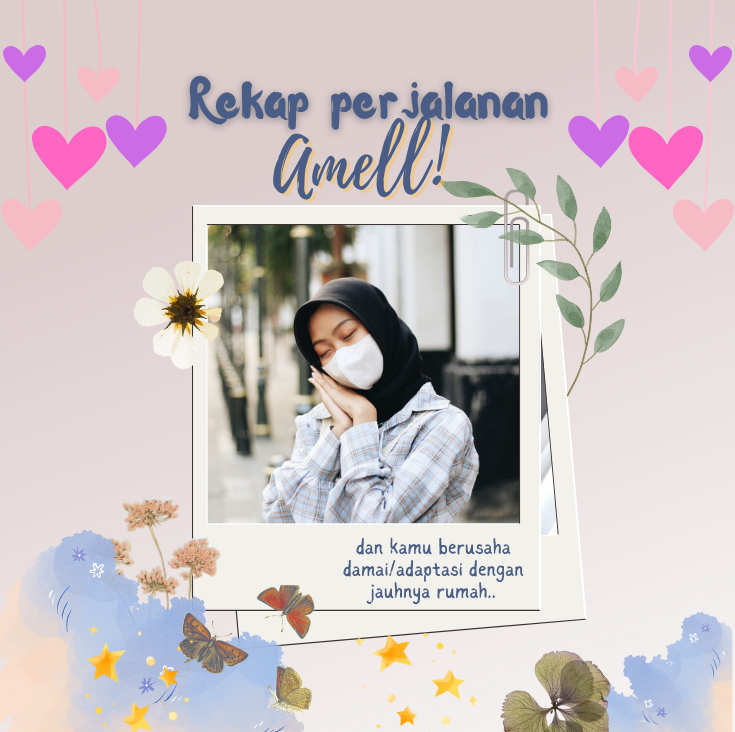 Rekap perjalanan
Amell!
dan kamu berusaha
damai/adaptasi dengan
jauhnya rumah..